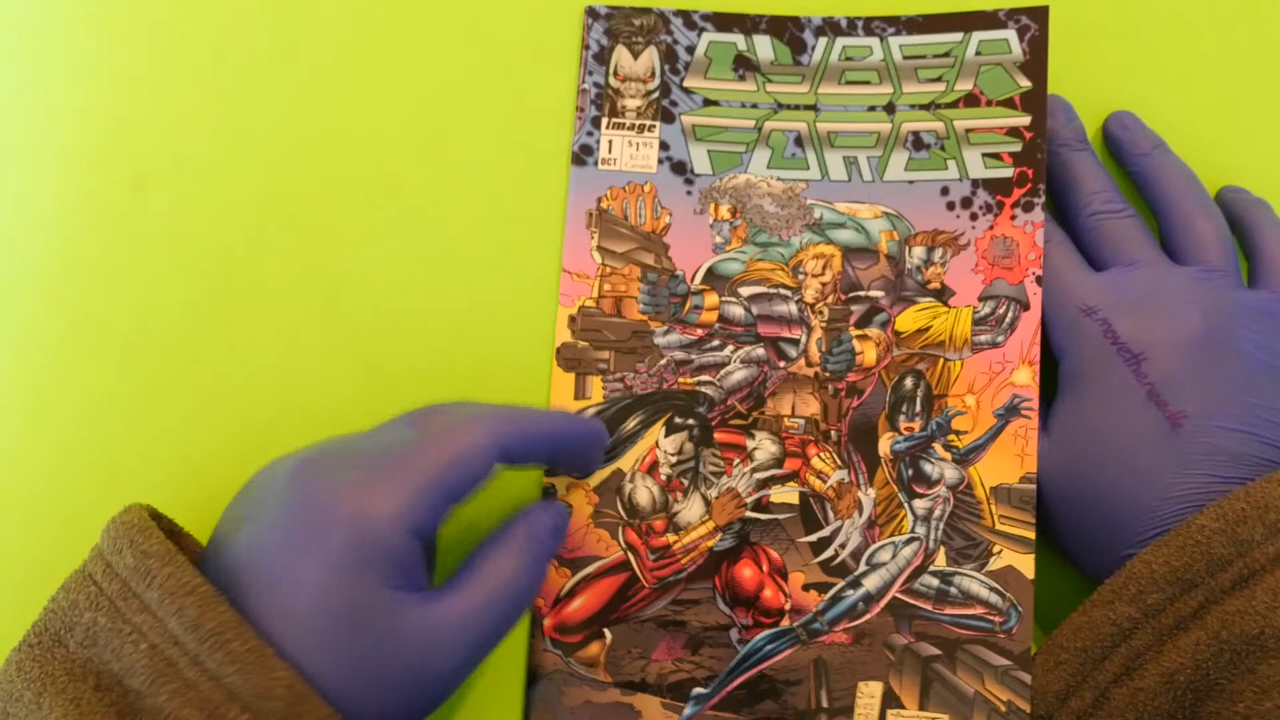 CYBER
FORCE
Image
1
OCT
$1.95
$2.35
Canada
#movetheneedle